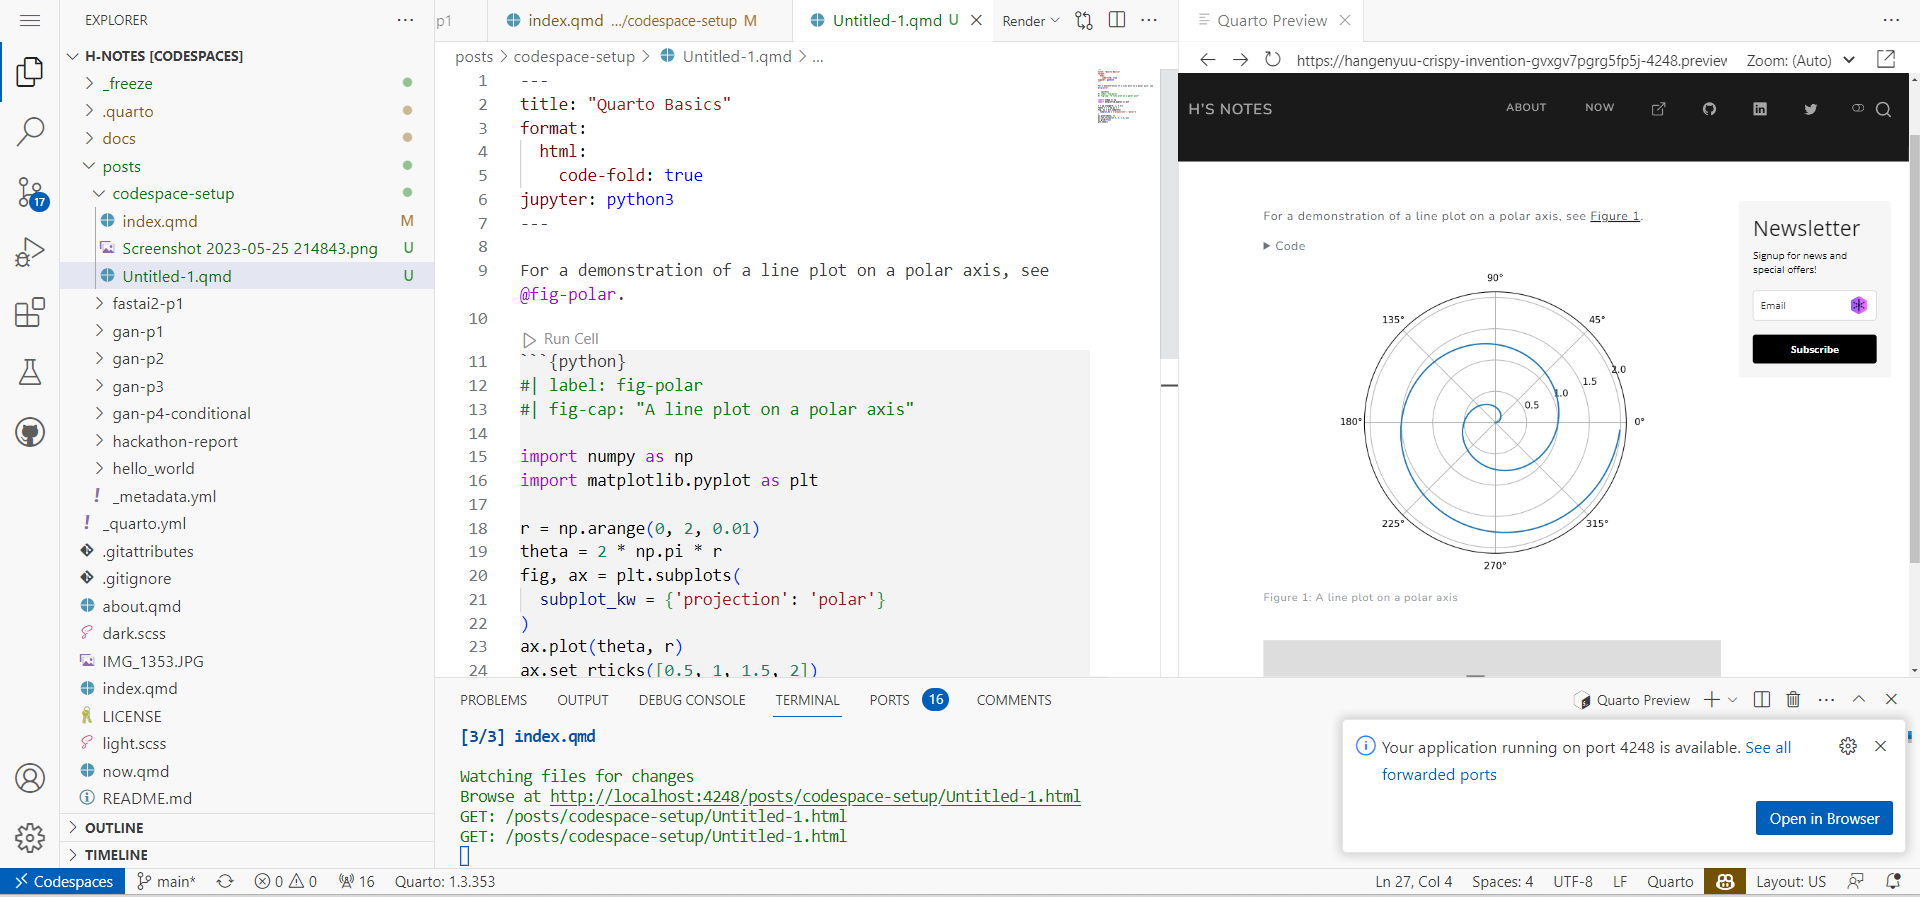 EXPLORER
H-NOTES [CODESPACES]
_freeze
.quarto
docs
posts
codespace-setup
index.qmd M
Screenshot 2023-05-25 214843.png U
Untitled-1.qmd U
fastai2-p1
gan-p1
gan-p2
gan-p3
gan-p4-conditional
hackathon-report
hello_world
_metadata.yml
_quarto.yml
.gitattributes
.gitignore
about.qmd
dark.scss
IMG_1353.JPG
index.qmd
LICENSE
light.scss
now.qmd
README.md
OUTLINE
TIMELINE
17
p1
index.qmd .../codespace-setup M
Untitled-1.qmd U
Render
posts > codespace-setup > Untitled-1.qmd > ...
1 ---
2 title: "Quarto Basics"
3 format:
4 html:
5 code-fold: true
6 jupyter: python3
7 ---
8
9 For a demonstration of a line plot on a polar axis, see
@fig-polar.
10
Run Cell
11 ```{python}
12 #| label: fig-polar
13 #| fig-cap: "A line plot on a polar axis"
14
15 import numpy as np
16 import matplotlib.pyplot as plt
17
18 r = np.arange(0, 2, 0.01)
19 theta = 2 * np.pi * r
20 fig, ax = plt.subplots(
21 subplot_kw = {'projection': 'polar'}
22 )
23 ax.plot(theta, r)
24 ax.set_rticks([0.5, 1, 1.5, 2])
Quarto Preview
https://hangenyuu-crispy-invention-gvxgv7pgrg5fp5j-4248.preview
Zoom: (Auto)
H'S NOTES
ABOUT
NOW
For a demonstration of a line plot on a polar axis, see Figure 1.
Code
90°
135°
45°
2.0
1.5
1.0
0.5
180°
0°
225°
315°
270°
Figure 1: A line plot on a polar axis
Newsletter
Signup for news and
special offers!
Email
Subscribe
PROBLEMS OUTPUT DEBUG CONSOLE TERMINAL PORTS 16 COMMENTS
Quarto Preview
[3/3] index.qmd
Watching files for changes
Browse at http://localhost:4248/posts/codespace-setup/Untitled-1.html
GET: /posts/codespace-setup/Untitled-1.html
GET: /posts/codespace-setup/Untitled-1.html
Your application running on port 4248 is available. See all
forwarded ports
Open in Browser
Codespaces main* 0 0 16 Quarto: 1.3.353
Ln 27, Col 4 Spaces: 4 UTF-8 LF Quarto Layout: US